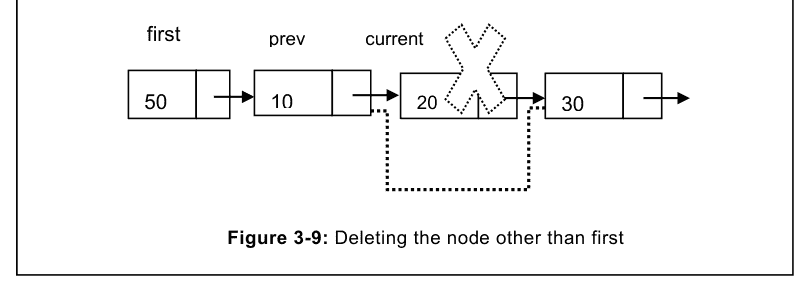 first prev current
50 10 20 30
Figure 3-9: Deleting the node other than first